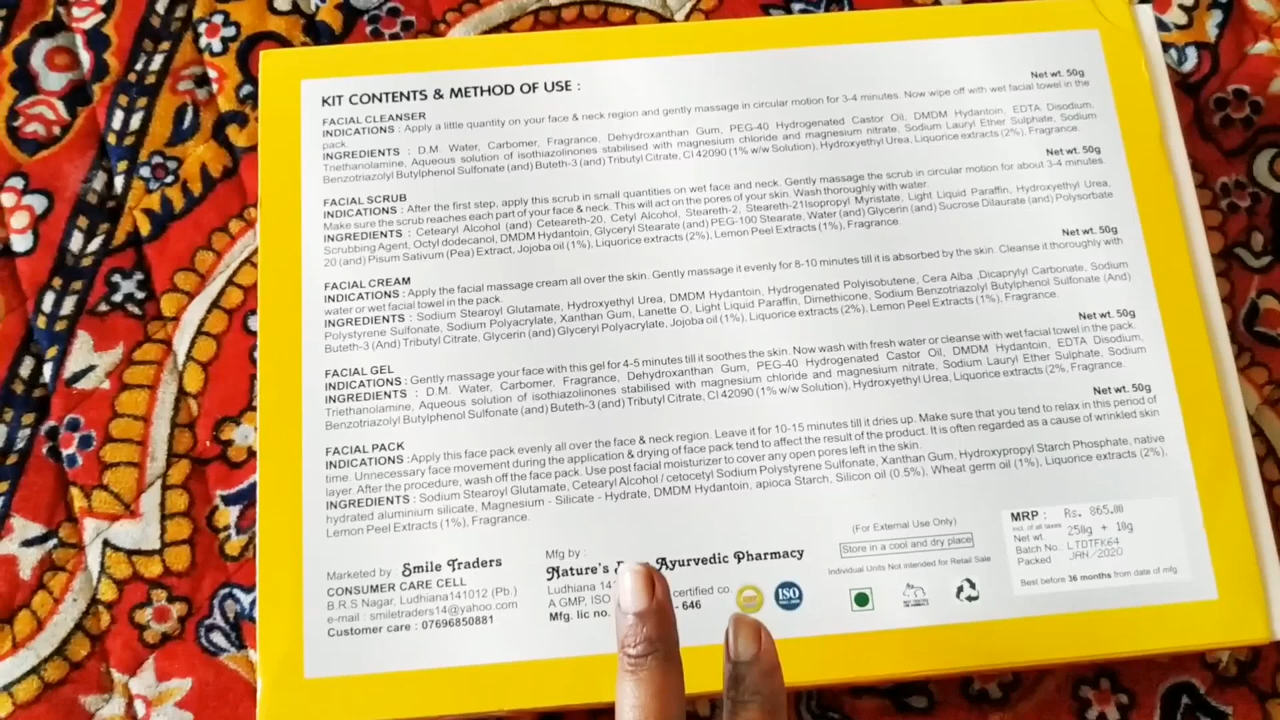 KIT CONTENTS & METHOD OF USE :
Net wt. 50g
FACIAL CLEANSER
INDICATIONS : Apply a little quantity on your face & neck region and gently massage in circular motion for 3-4 minutes. Now wipe off with wet facial towel in the
pack.
INGREDIENTS : D.M. Water, Carbomer, Fragrance, Dehydroxanthan Gum, PEG-40 Hydrogenated Castor Oil, DMDM Hydantoin, EDTA Disodium,
Triethanolamine, Aqueous solution of isothiazolinones stabilised with magnesium chloride and magnesium nitrate, Sodium Lauryl Ether Sulphate, Sodium
Benzotriazolyl Butylphenol Sulfonate (and) Buteth-3 (and) Tributyl Citrate, CI 42090 (1% w/w Solution), Hydroxyethyl Urea, Liquorice extracts (2%), Fragrance.
Net wt. 50g
FACIAL SCRUB
INDICATIONS : After the first step, apply this scrub in small quantities on wet face and neck. Gently massage the scrub in circular motion for about 3-4 minutes.
Make sure the scrub reaches each part of your face & neck. This will act on the pores of your skin. Wash thoroughly with water.
INGREDIENTS : Cetearyl Alcohol (and) Ceteareth-20, Cetyl Alcohol, Steareth-2, Steareth-21Isopropyl Myristate, Light Liquid Paraffin, Hydroxyethyl Urea,
Scrubbing Agent, Octyl dodecanol, DMDM Hydantoin, Glyceryl Stearate (and) PEG-100 Stearate, Water (and) Glycerin (and) Sucrose Dilaurate (and) Polysorbate
20 (and) Pisum Sativum (Pea) Extract, Jojoba oil (1%), Liquorice extracts (2%), Lemon Peel Extracts (1%), Fragrance.
Net wt. 50g
FACIAL CREAM
INDICATIONS : Apply the facial massage cream all over the skin. Gently massage it evenly for 8-10 minutes till it is absorbed by the skin. Cleanse it thoroughly with
water or wet facial towel in the pack.
INGREDIENTS : Sodium Stearoyl Glutamate, Hydroxyethyl Urea, DMDM Hydantoin, Hydrogenated Polyisobutene, Cera Alba ,Dicaprylyl Carbonate, Sodium
Polystyrene Sulfonate, Sodium Polyacrylate, Xanthan Gum, Lanette O, Light Liquid Paraffin, Dimethicone, Sodium Benzotriazolyl Butylphenol Sulfonate (And)
Buteth-3 (And) Tributyl Citrate, Glycerin (and) Glyceryl Polyacrylate, Jojoba oil (1%), Liquorice extracts (2%), Lemon Peel Extracts (1%), Fragrance.
Net wt. 50g
FACIAL GEL
INDICATIONS : Gently massage your face with this gel for 4-5 minutes till it soothes the skin. Now wash with fresh water or cleanse with wet facial towel in the pack.
INGREDIENTS : D.M. Water, Carbomer, Fragrance, Dehydroxanthan Gum, PEG-40 Hydrogenated Castor Oil, DMDM Hydantoin, EDTA Disodium,
Triethanolamine, Aqueous solution of isothiazolinones stabilised with magnesium chloride and magnesium nitrate, Sodium Lauryl Ether Sulphate, Sodium
Benzotriazolyl Butylphenol Sulfonate (and) Buteth-3 (and) Tributyl Citrate, CI 42090 (1% w/w Solution), Hydroxyethyl Urea, Liquorice extracts (2%, Fragrance.
Net wt. 50g
FACIAL PACK
INDICATIONS :Apply this face pack evenly all over the face & neck region. Leave it for 10-15 minutes till it dries up. Make sure that you tend to relax in this period of
time. Unnecessary face movement during the application & drying of face pack tend to affect the result of the product. It is often regarded as a cause of wrinkled skin
layer. After the procedure, wash off the face pack. Use post facial moisturizer to cover any open pores left in the skin.
INGREDIENTS : Sodium Stearoyl Glutamate, Cetearyl Alcohol / cetocetyl Sodium Polystyrene Sulfonate, Xanthan Gum, Hydroxypropyl Starch Phosphate, native
hydrated aluminium silicate, Magnesium - Silicate - Hydrate, DMDM Hydantoin, apioca Starch, Silicon oil (0.5%), Wheat germ oil (1%), Liquorice extracts (2%),
Lemon Peel Extracts (1%), Fragrance.
Marketed by : Smile Traders
CONSUMER CARE CELL
B.R.S Nagar, Ludhiana141012 (Pb.)
e-mail : smiletraders14@yahoo.com
Customer care : 07696850881
Mfg by :
Nature's Ayurvedic Pharmacy
Ludhiana 14
A GMP, ISO certified co.
Mfg. lic no. - 646
ISO
(For External Use Only)
Store in a cool and dry place
Individual Units Not Intended for Retail Sale
MRP : Rs. 865.00
incl. of all taxes
Net wt. 250g + 10g
Batch No.. LTDTFK64
Packed JAN/2020
Best before 36 months from date of mfg.